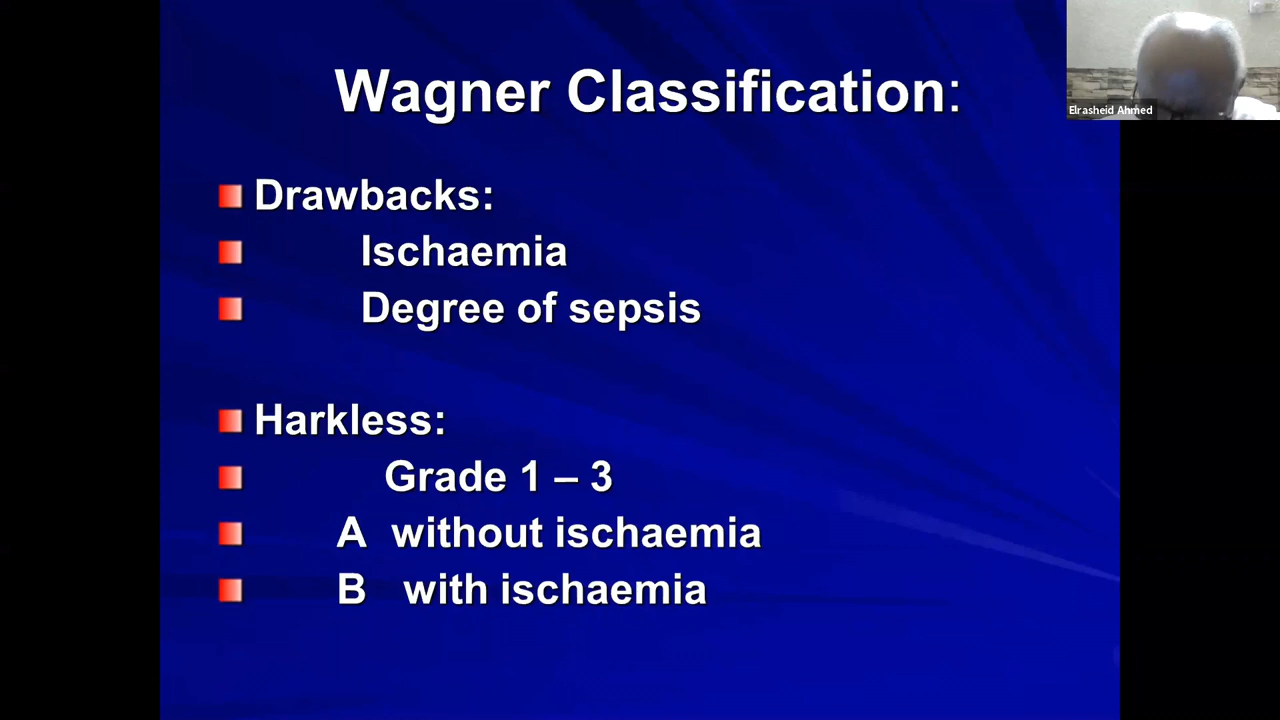 Wagner Classification:
Elrasheid Ahmed
Drawbacks:
Ischaemia
Degree of sepsis
Harkless:
Grade 1 – 3
A without ischaemia
B with ischaemia